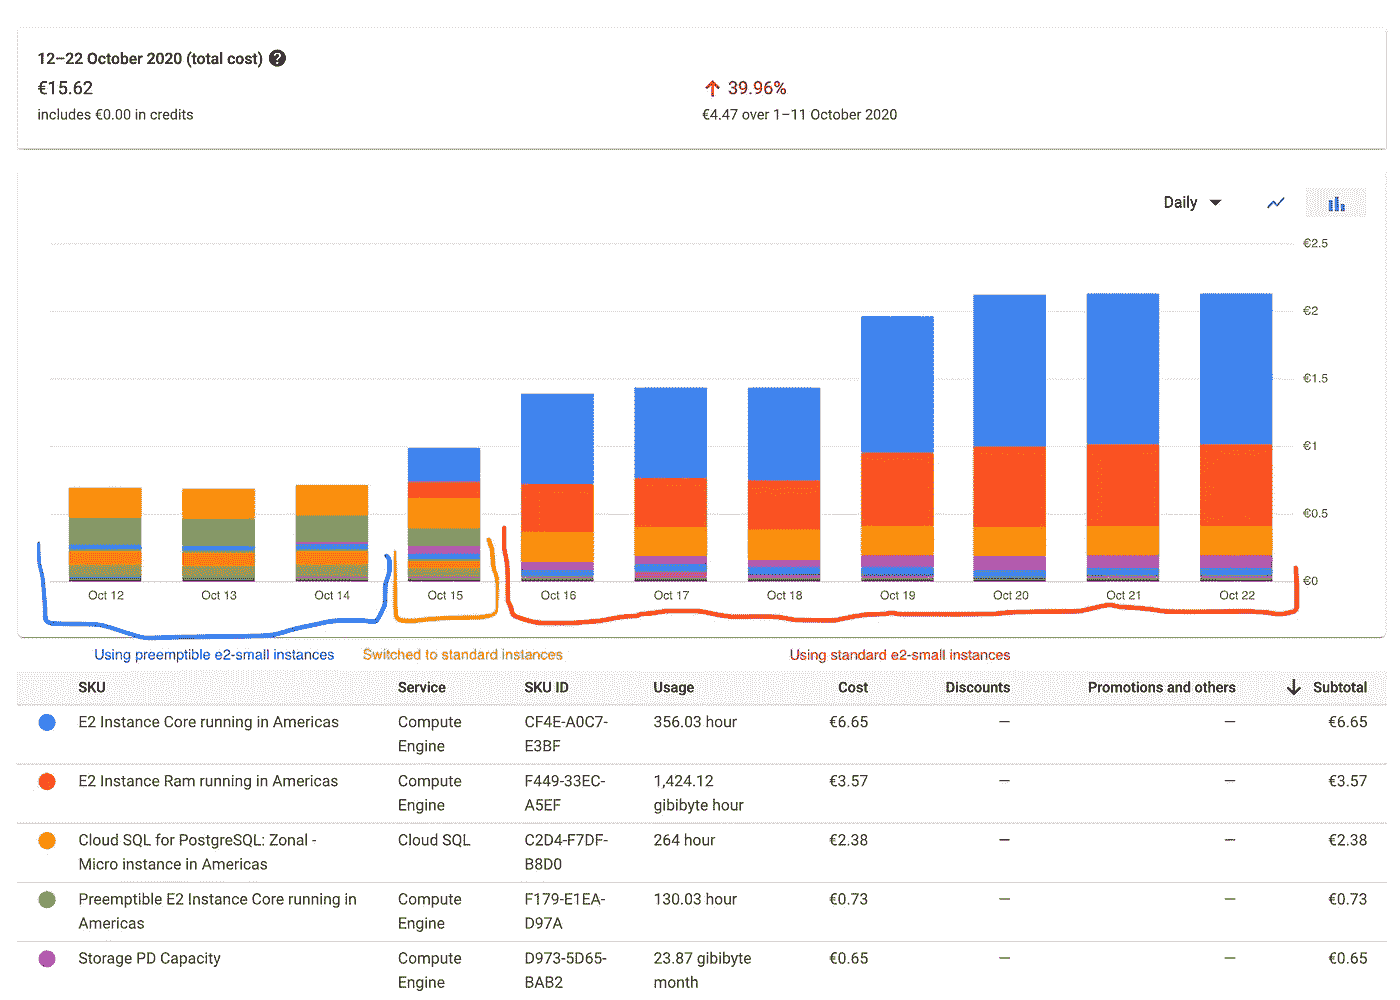 12–22 October 2020 (total cost) ?
€15.62
includes €0.00 in credits
39.96%
€4.47 over 1–11 October 2020
Daily
€2.5
€2
€1.5
€1
€0.5
€0
Oct 12 Oct 13 Oct 14 Oct 15 Oct 16 Oct 17 Oct 18 Oct 19 Oct 20 Oct 21 Oct 22
Using preemptible e2-small instances Switched to standard instances Using standard e2-small instances
SKU Service SKU ID Usage Cost Discounts Promotions and others Subtotal
E2 Instance Core running in Americas Compute CF4E-A0C7- 356.03 hour €6.65 — — €6.65
Engine E3BF
E2 Instance Ram running in Americas Compute F449-33EC- 1,424.12 €3.57 — — €3.57
Engine A5EF gibibyte hour
Cloud SQL for PostgreSQL: Zonal - Cloud SQL C2D4-F7DF- 264 hour €2.38 — — €2.38
Micro instance in Americas B8D0
Preemptible E2 Instance Core running in Compute F179-E1EA- 130.03 hour €0.73 — — €0.73
Americas Engine D97A
Storage PD Capacity Compute D973-5D65- 23.87 gibibyte €0.65 — — €0.65
Engine BAB2 month